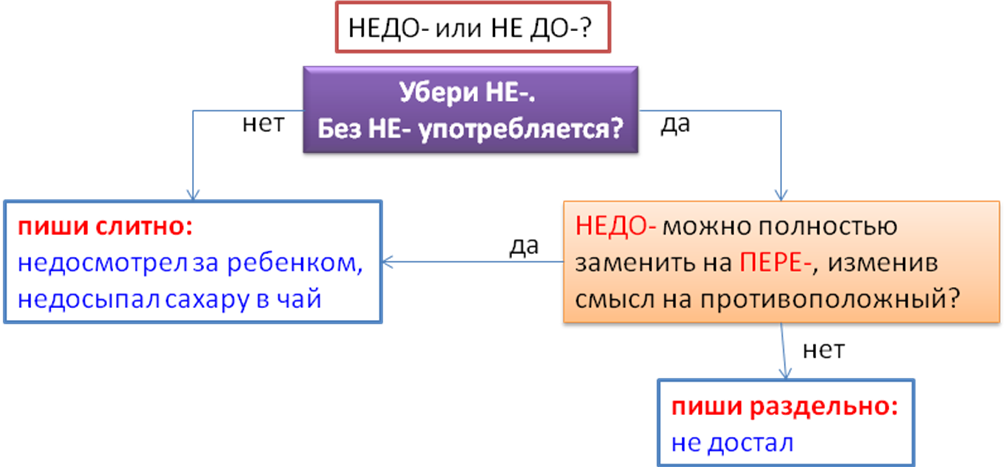 НЕДО- или НЕ ДО-?
Убери НЕ-.
Без НЕ- употребляется?
нет
да
пиши слитно:
недосмотрел за ребенком,
недосыпал сахару в чай
да
НЕДО- можно полностью
заменить на ПЕРЕ-, изменив
смысл на противоположный?
нет
пиши раздельно:
не достал